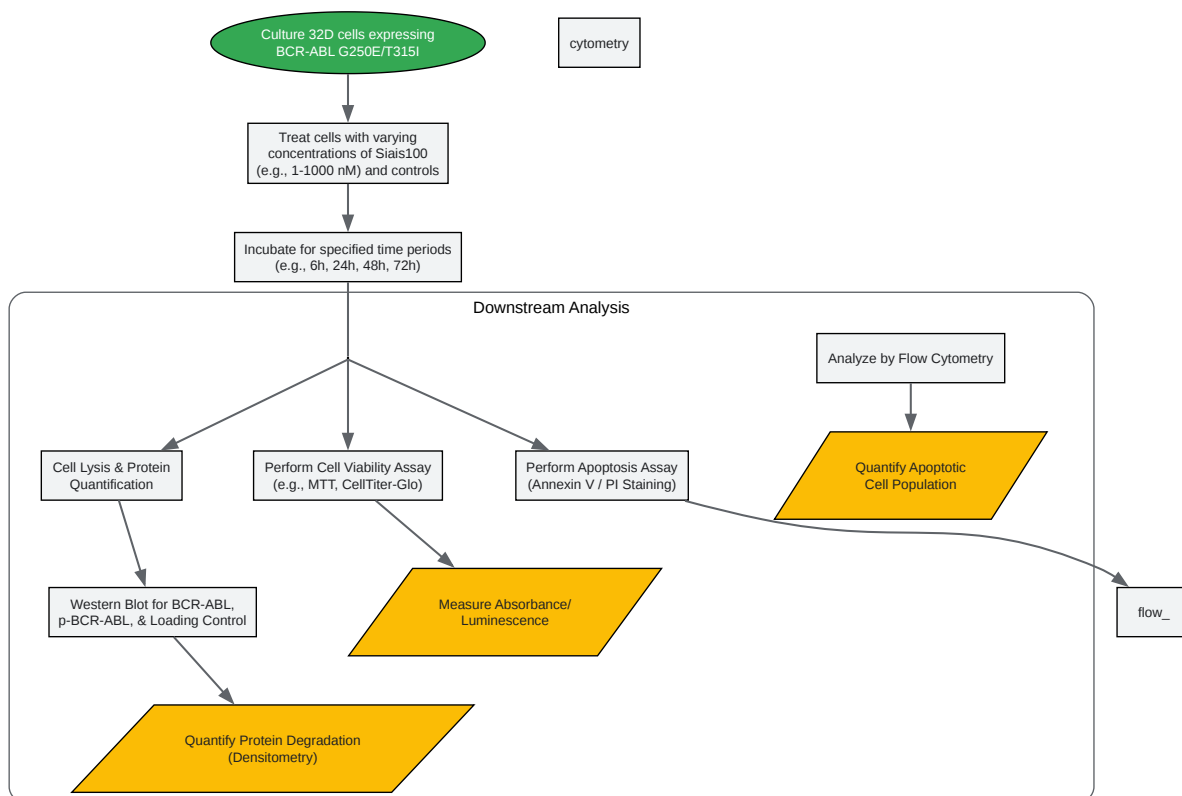 Culture 32D cells expressing
BCR-ABL G250E/T315I
cytometry
Treat cells with varying
concentrations of Siais100
(e.g., 1-1000 nM) and controls
Incubate for specified time periods
(e.g., 6h, 24h, 48h, 72h)
Downstream Analysis
Analyze by Flow Cytometry
Cell Lysis & Protein
Quantification
Perform Cell Viability Assay
(e.g., MTT, CellTiter-Glo)
Perform Apoptosis Assay
(Annexin V / PI Staining)
Quantify Apoptotic
Cell Population
Western Blot for BCR-ABL,
p-BCR-ABL, & Loading Control
Measure Absorbance/
Luminescence
flow_
Quantify Protein Degradation
(Densitometry)